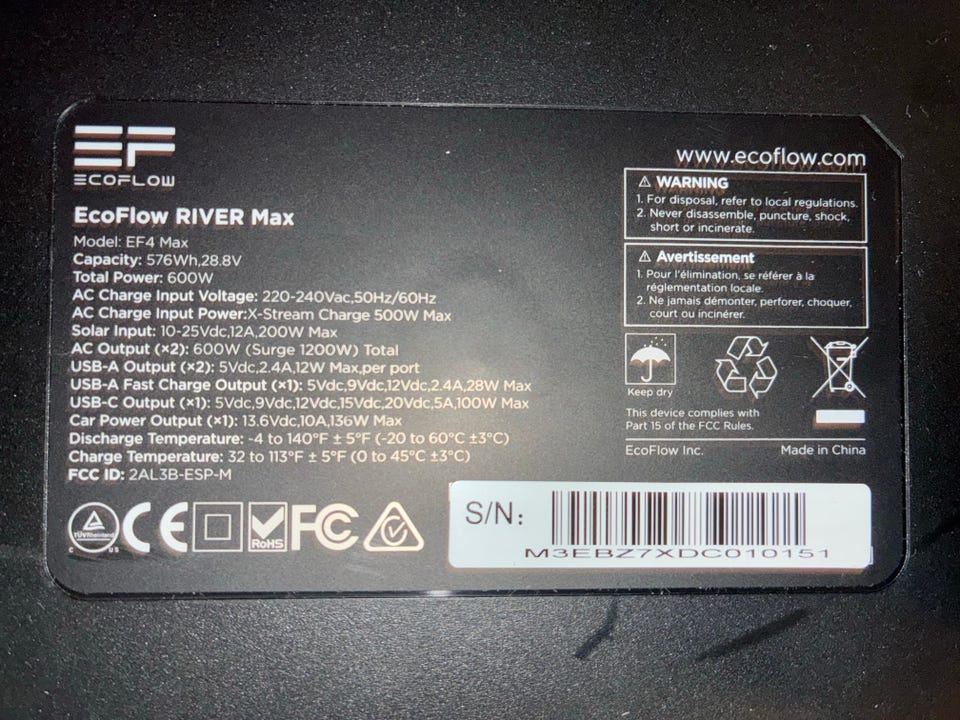 EF
ECOFLOW
EcoFlow RIVER Max
Model: EF4 Max
Capacity: 576Wh,28.8V
Total Power: 600W
AC Charge Input Voltage: 220-240Vac,50Hz/60Hz
AC Charge Input Power:X-Stream Charge 500W Max
Solar Input: 10-25Vdc,12A,200W Max
AC Output (×2): 600W (Surge 1200W) Total
USB-A Output (×2): 5Vdc,2.4A,12W Max,per port
USB-A Fast Charge Output (×1): 5Vdc,9Vdc,12Vdc,2.4A,28W Max
USB-C Output (×1): 5Vdc,9Vdc,12Vdc,15Vdc,20Vdc,5A,100W Max
Car Power Output (×1): 13.6Vdc,10A,136W Max
Discharge Temperature: -4 to 140°F ± 5°F (-20 to 60°C ±3°C)
Charge Temperature: 32 to 113°F ± 5°F (0 to 45°C ±3°C)
FCC ID: 2AL3B-ESP-M
TÜVRheinland
C US
CE
RoHS
FC
www.ecoflow.com
⚠ WARNING
1. For disposal, refer to local regulations.
2. Never disassemble, puncture, shock,
short or incinerate.
⚠ Avertissement
1. Pour l'élimination, se référer à la
réglementation locale.
2. Ne jamais démonter, perforer, choquer,
court ou incinérer.
Keep dry
This device complies with
Part 15 of the FCC Rules.
EcoFlow Inc. Made in China
S/N:
M3EBZ7XDC010151